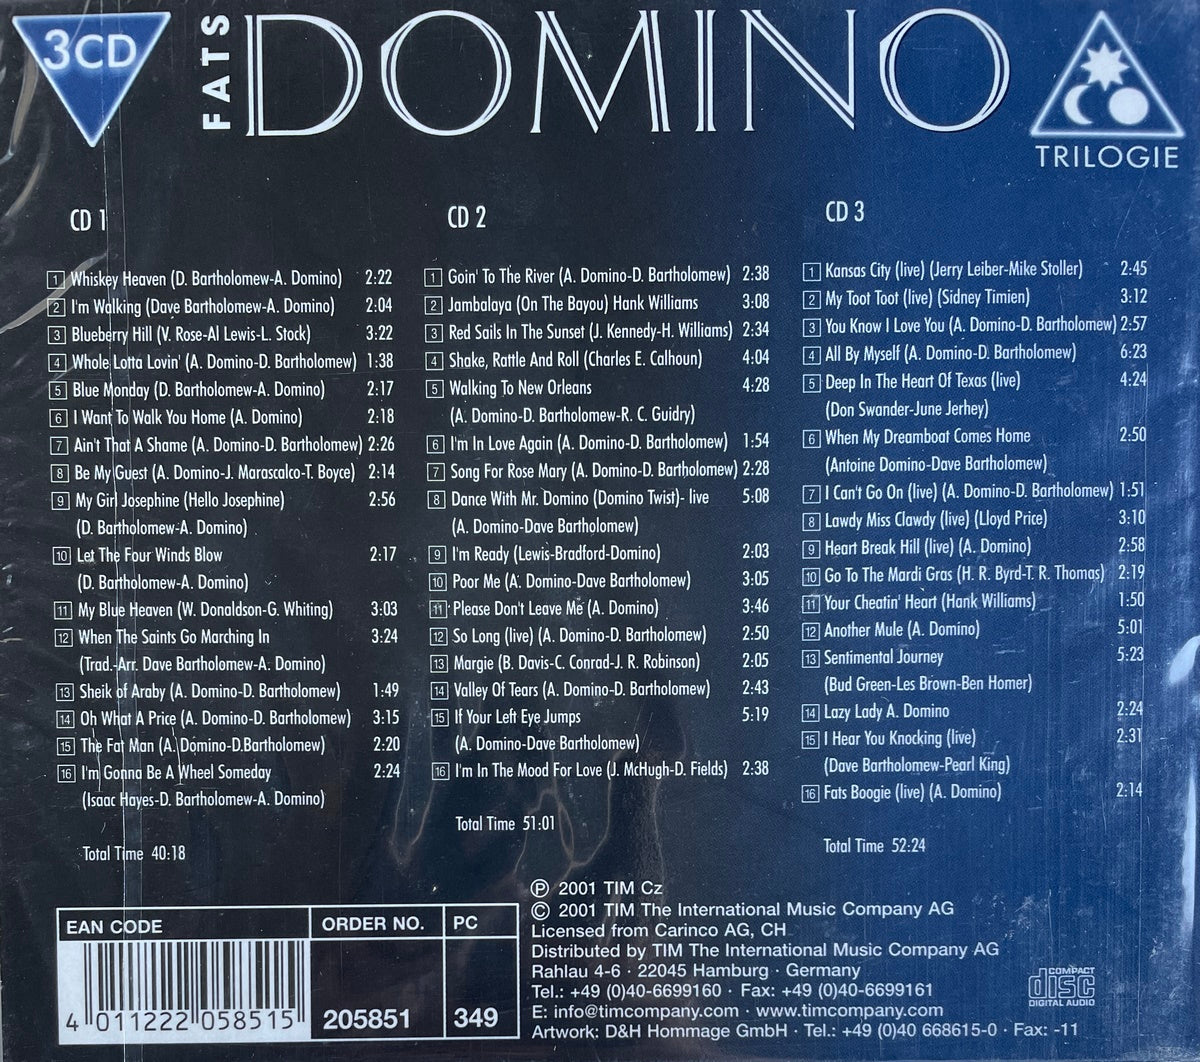 3CD
FATS
DOMINO
TRILOGIE
CD 1
1 Whiskey Heaven (D. Bartholomew-A. Domino) 2:22
2 I'm Walking (Dave Bartholomew-A. Domino) 2:04
3 Blueberry Hill (V. Rose-Al Lewis-L. Stock) 3:22
4 Whole Lotta Lovin' (A. Domino-D. Bartholomew) 1:38
5 Blue Monday (D. Bartholomew-A. Domino) 2:17
6 I Want To Walk You Home (A. Domino) 2:18
7 Ain't That A Shame (A. Domino-D. Bartholomew) 2:26
8 Be My Guest (A. Domino-J. Marascalco-T. Boyce) 2:14
9 My Girl Josephine (Hello Josephine) 2:56
(D. Bartholomew-A. Domino)
10 Let The Four Winds Blow 2:17
(D. Bartholomew-A. Domino)
11 My Blue Heaven (W. Donaldson-G. Whiting) 3:03
12 When The Saints Go Marching In 3:24
(Trad.-Arr. Dave Bartholomew-A. Domino)
13 Sheik of Araby (A. Domino-D. Bartholomew) 1:49
14 Oh What A Price (A. Domino-D. Bartholomew) 3:15
15 The Fat Man (A. Domino-D.Bartholomew) 2:20
16 I'm Gonna Be A Wheel Someday 2:24
(Isaac Hayes-D. Bartholomew-A. Domino)
Total Time 40:18
CD 2
1 Goin' To The River (A. Domino-D. Bartholomew) 2:38
2 Jambalaya (On The Bayou) Hank Williams 3:08
3 Red Sails In The Sunset (J. Kennedy-H. Williams) 2:34
4 Shake, Rattle And Roll (Charles E. Calhoun) 4:04
5 Walking To New Orleans 4:28
(A. Domino-D. Bartholomew-R. C. Guidry)
6 I'm In Love Again (A. Domino-D. Bartholomew) 1:54
7 Song For Rose Mary (A. Domino-D. Bartholomew) 2:28
8 Dance With Mr. Domino (Domino Twist)- live 5:08
(A. Domino-Dave Bartholomew)
9 I'm Ready (Lewis-Bradford-Domino) 2:03
10 Poor Me (A. Domino-Dave Bartholomew) 3:05
11 Please Don't Leave Me (A. Domino) 3:46
12 So Long (live) (A. Domino-D. Bartholomew) 2:50
13 Margie (B. Davis-C. Conrad-J. R. Robinson) 2:05
14 Valley Of Tears (A. Domino-D. Bartholomew) 2:43
15 If Your Left Eye Jumps 5:19
(A. Domino-Dave Bartholomew)
16 I'm In The Mood For Love (J. McHugh-D. Fields) 2:38
Total Time 51:01
CD 3
1 Kansas City (live) (Jerry Leiber-Mike Stoller) 2:45
2 My Toot Toot (live) (Sidney Timien) 3:12
3 You Know I Love You (A. Domino-D. Bartholomew) 2:57
4 All By Myself (A. Domino-D. Bartholomew) 6:23
5 Deep In The Heart Of Texas (live) 4:24
(Don Swander-June Jerhey)
6 When My Dreamboat Comes Home 2:50
(Antoine Domino-Dave Bartholomew)
7 I Can't Go On (live) (A. Domino-D. Bartholomew) 1:51
8 Lawdy Miss Clawdy (live) (Lloyd Price) 3:10
9 Heart Break Hill (live) (A. Domino) 2:58
10 Go To The Mardi Gras (H. R. Byrd-T. R. Thomas) 2:19
11 Your Cheatin' Heart (Hank Williams) 1:50
12 Another Mule (A. Domino) 5:01
13 Sentimental Journey 5:23
(Bud Green-Les Brown-Ben Homer)
14 Lazy Lady A. Domino 2:24
15 I Hear You Knocking (live) 2:31
(Dave Bartholomew-Pearl King)
16 Fats Boogie (live) (A. Domino) 2:14
Total Time 52:24
EAN CODE ORDER NO. PC
4 011222 058515 205851 349
℗ 2001 TIM Cz
© 2001 TIM The International Music Company AG
Licensed from Carinco AG, CH
Distributed by TIM The International Music Company AG
Rahlau 4-6 · 22045 Hamburg · Germany
Tel.: +49 (0)40-6699160 · Fax: +49 (0)40-6699161
E: info@timcompany.com · www.timcompany.com
Artwork: D&H Hommage GmbH · Tel.: +49 (0)40 668615-0 · Fax: -11
COMPACT
disc
DIGITAL AUDIO